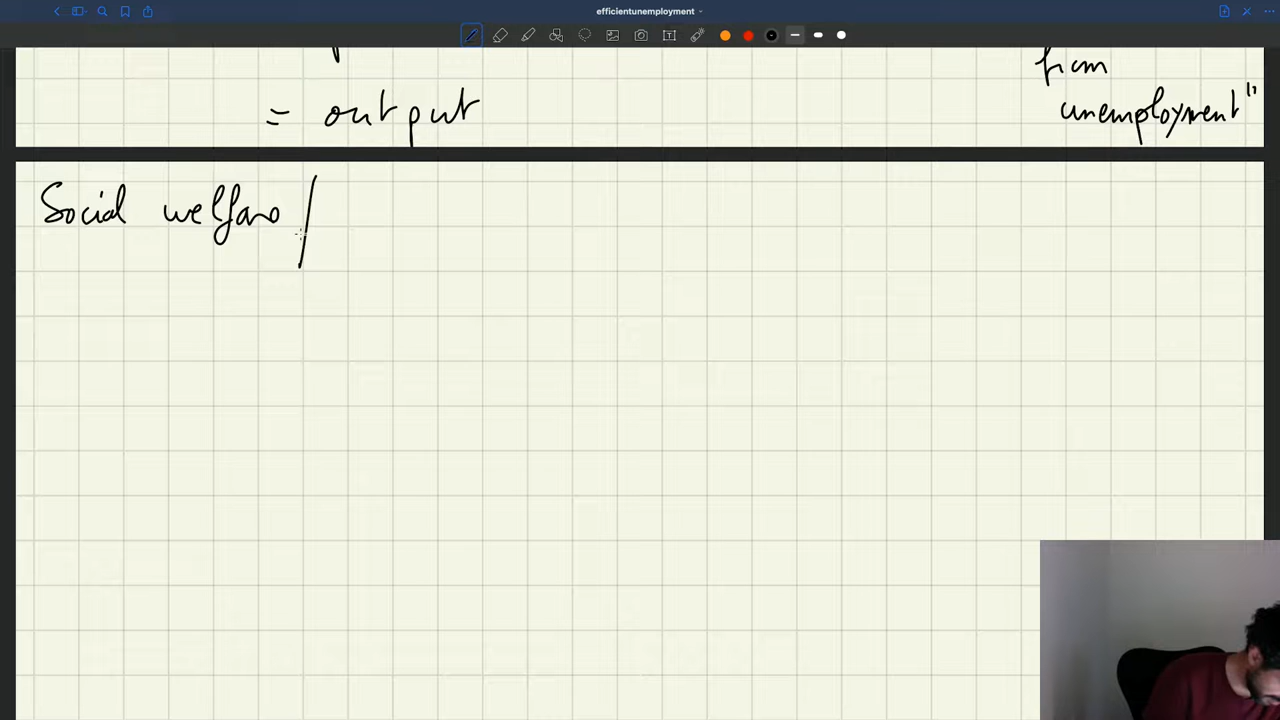 efficientunemployment
from
= output
unemployment"
Social welfare /